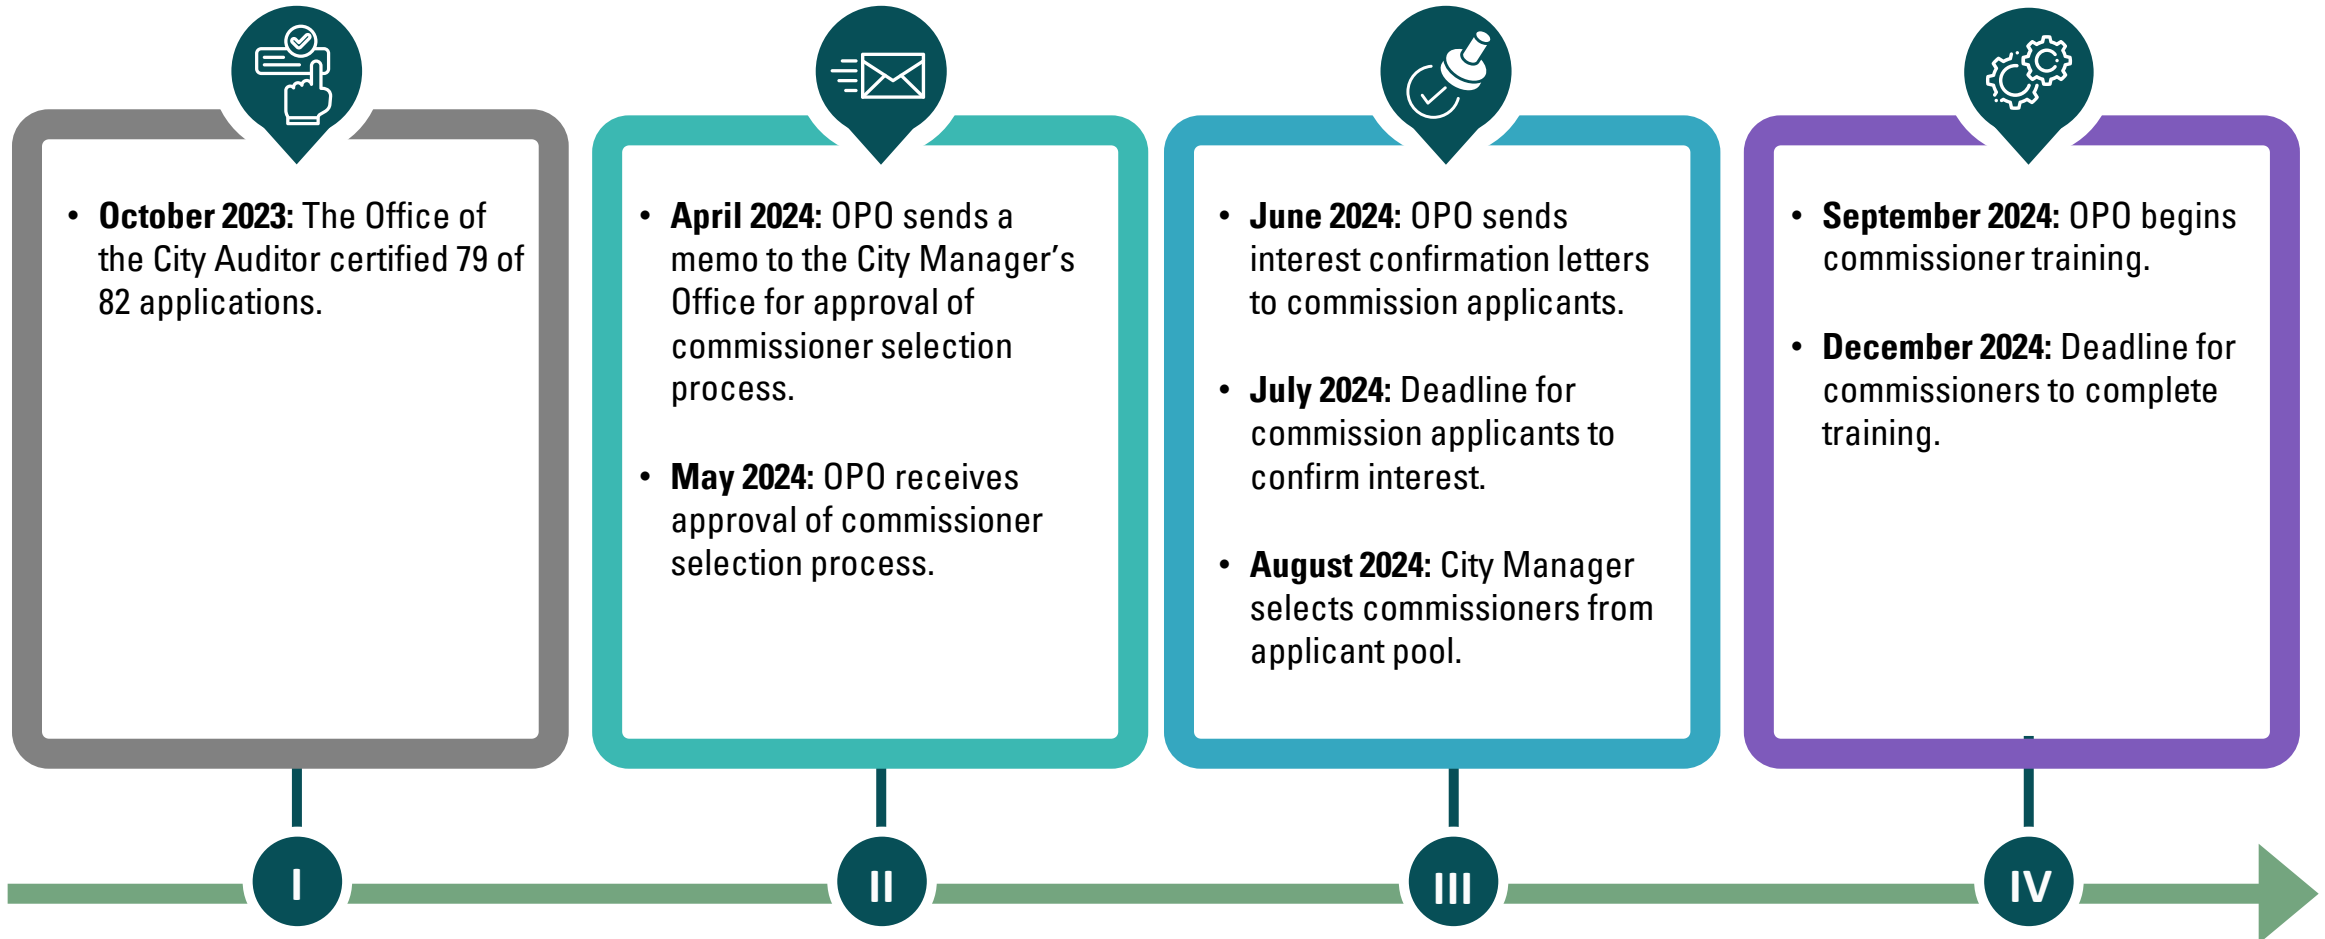 • October 2023: The Office of
the City Auditor certified 79 of
82 applications.
• April 2024: OPO sends a
memo to the City Manager’s
Office for approval of
commissioner selection
process.
• May 2024: OPO receives
approval of commissioner
selection process.
• June 2024: OPO sends
interest confirmation letters
to commission applicants.
• July 2024: Deadline for
commission applicants to
confirm interest.
• August 2024: City Manager
selects commissioners from
applicant pool.
• September 2024: OPO begins
commissioner training.
• December 2024: Deadline for
commissioners to complete
training.
I
II
III
IV